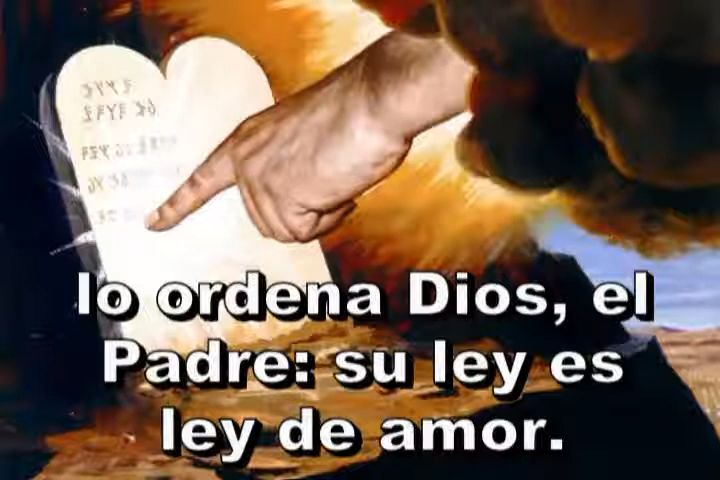 lo ordena Dios, el
Padre: su ley es
ley de amor.